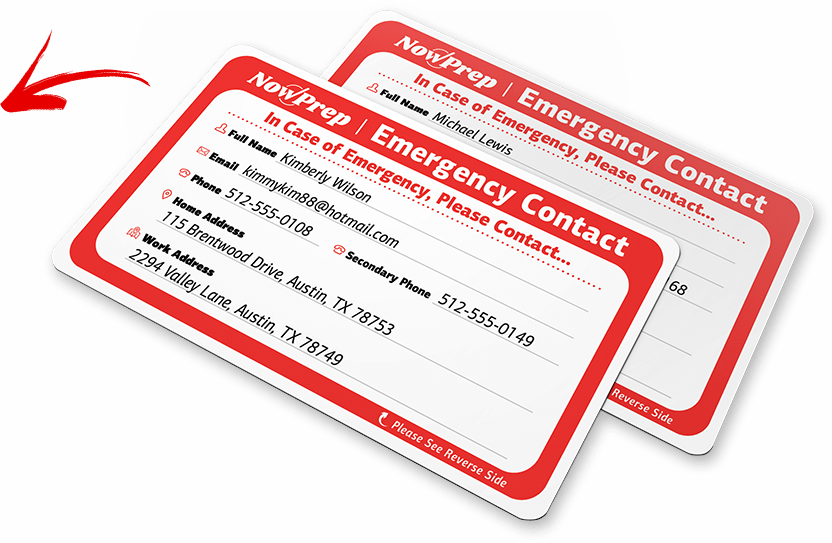 NowPrep | Emergency Contact
In Case of Emergency, Please Contact...
Full Name Kimberly Wilson
Email kimmykim88@hotmail.com
Phone 512-555-0108 Secondary Phone 512-555-0149
Home Address
115 Brentwood Drive, Austin, TX 78753
Work Address
2294 Valley Lane, Austin, TX 78749
Please See Reverse Side
NowPrep | Emergency Contact
In Case of Emergency, Please Contact...
Full Name Michael Lewis
68
Reverse Side